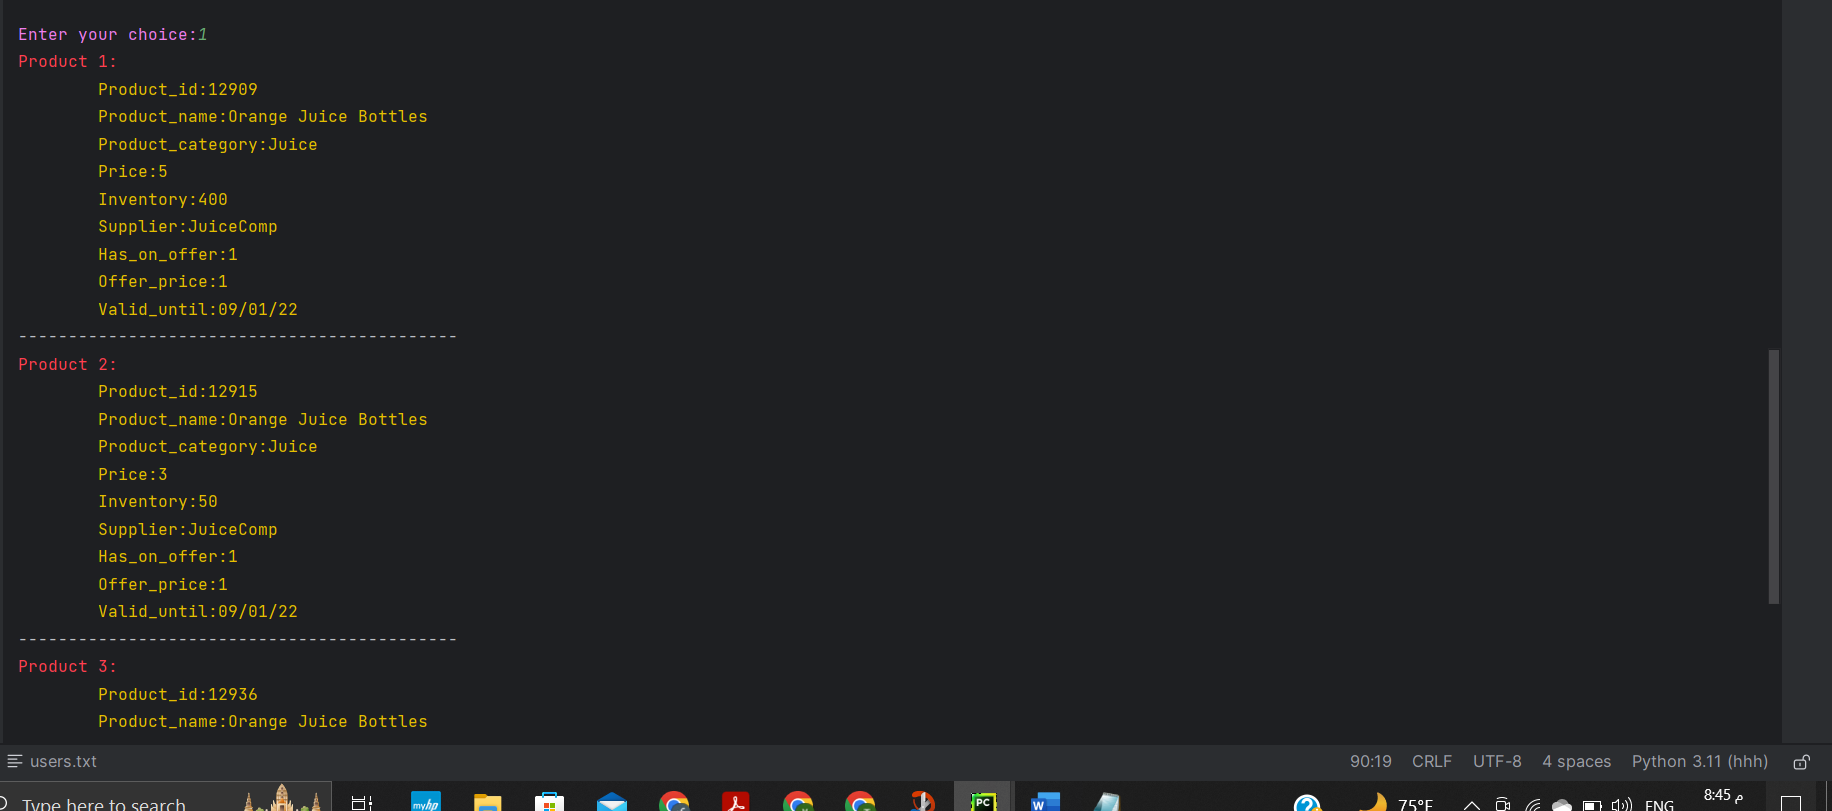 Enter your choice:1
Product 1:
Product_id:12909
Product_name:Orange Juice Bottles
Product_category:Juice
Price:5
Inventory:400
Supplier:JuiceComp
Has_on_offer:1
Offer_price:1
Valid_until:09/01/22
--------------------------------------------
Product 2:
Product_id:12915
Product_name:Orange Juice Bottles
Product_category:Juice
Price:3
Inventory:50
Supplier:JuiceComp
Has_on_offer:1
Offer_price:1
Valid_until:09/01/22
--------------------------------------------
Product 3:
Product_id:12936
Product_name:Orange Juice Bottles
users.txt 90:19 CRLF UTF-8 4 spaces Python 3.11 (hhh)
Type here to search myhp PC W 75°F ENG 8:45 م